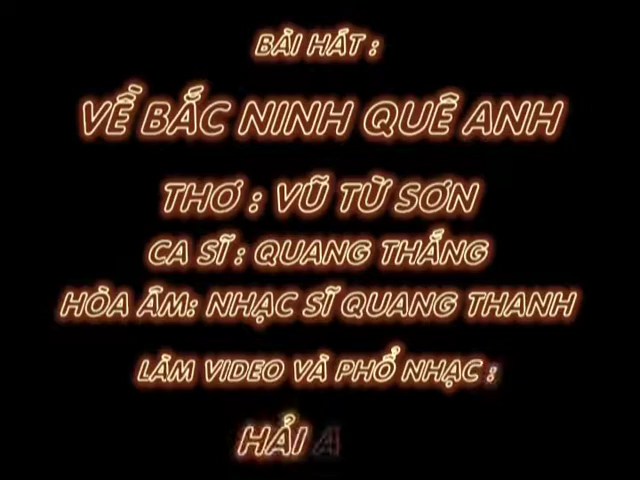 BÀI HÁT :
VỀ BẮC NINH QUÊ ANH
THƠ : VŨ TỪ SƠN
CA SĨ : QUANG THẮNG
HÒA ÂM: NHẠC SĨ QUANG THANH
LÀM VIDEO VÀ PHỔ NHẠC :
HẢI A